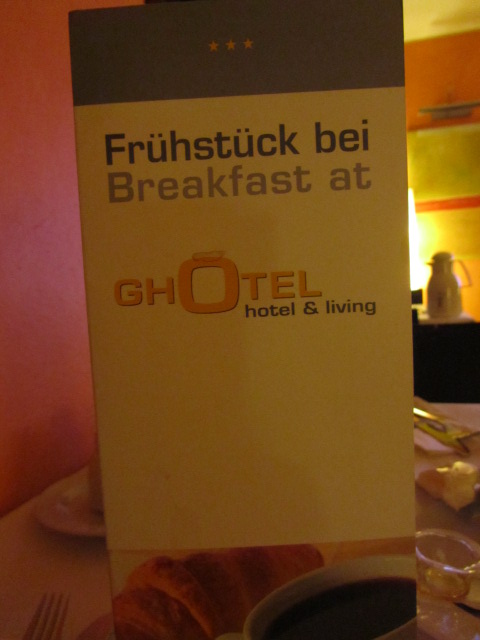 Frühstück bei
Breakfast at
GHOTEL
hotel & living